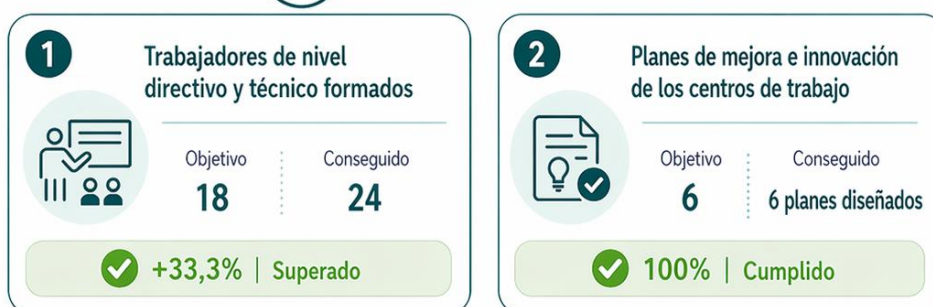 1
Trabajadores de nivel
directivo y técnico formados
Objetivo
18
Conseguido
24
+33,3% | Superado
2
Planes de mejora e innovación
de los centros de trabajo
Objetivo
6
Conseguido
6 planes diseñados
100% | Cumplido